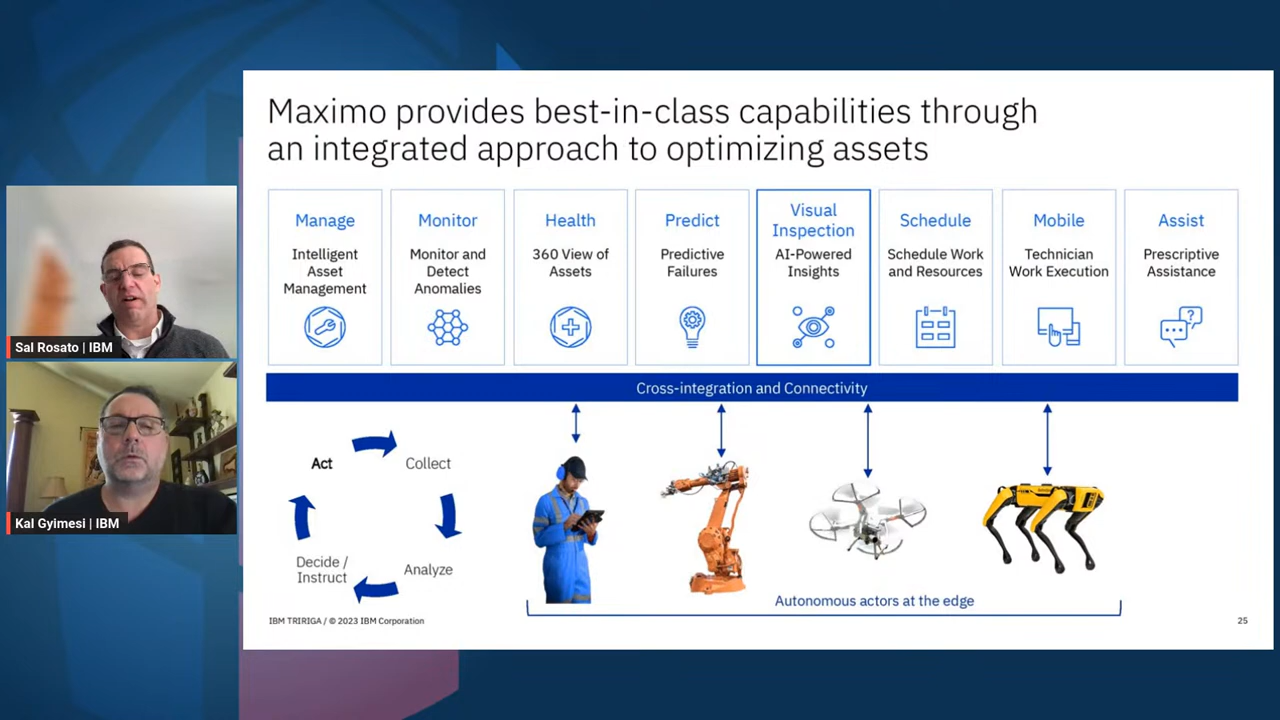 Maximo provides best-in-class capabilities through
an integrated approach to optimizing assets
Manage
Intelligent
Asset
Management
Monitor
Monitor and
Detect
Anomalies
Health
360 View of
Assets
Predict
Predictive
Failures
Visual
Inspection
AI-Powered
Insights
Schedule
Schedule Work
and Resources
Mobile
Technician
Work Execution
Assist
Prescriptive
Assistance
?
Cross-integration and Connectivity
Act
Collect
Decide /
Instruct
Analyze
Autonomous actors at the edge
IBM TRIRIGA / © 2023 IBM Corporation
25
Sal Rosato | IBM
Kal Gyimesi | IBM